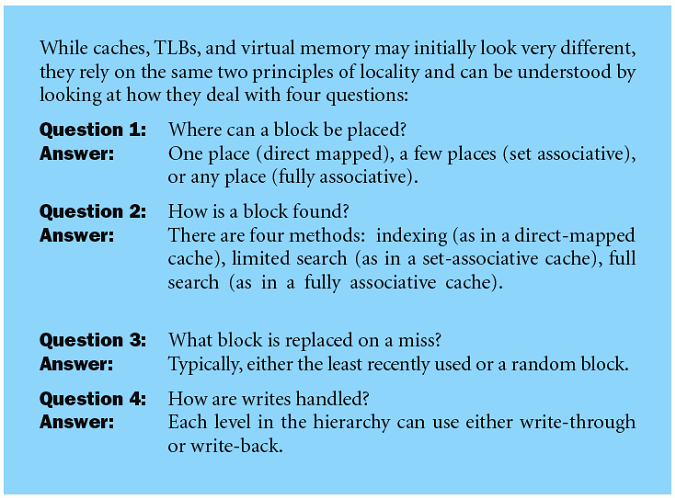 While caches, TLBs, and virtual memory may initially look very different,
they rely on the same two principles of locality and can be understood by
looking at how they deal with four questions:
Question 1: Where can a block be placed?
Answer: One place (direct mapped), a few places (set associative),
or any place (fully associative).
Question 2: How is a block found?
Answer: There are four methods: indexing (as in a direct-mapped
cache), limited search (as in a set-associative cache), full
search (as in a fully associative cache).
Question 3: What block is replaced on a miss?
Answer: Typically, either the least recently used or a random block.
Question 4: How are writes handled?
Answer: Each level in the hierarchy can use either write-through
or write-back.